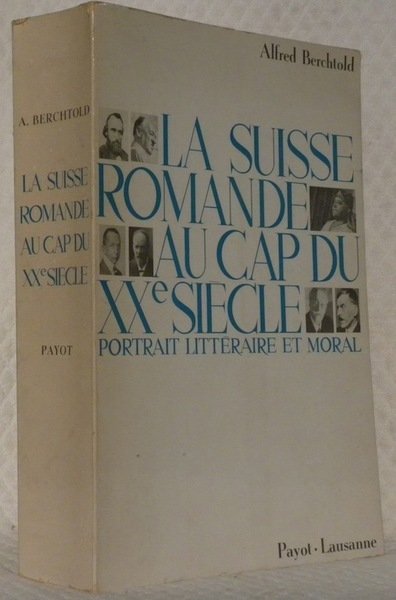 A. BERCHTOLD
LA SUISSE
ROMANDE
AU CAP DU
XXe SIECLE
PAYOT
Alfred Berchtold
LA SUISSE
ROMANDE
AU CAP DU
XXe SIECLE
PORTRAIT LITTÉRAIRE ET MORAL
Payot · Lausanne